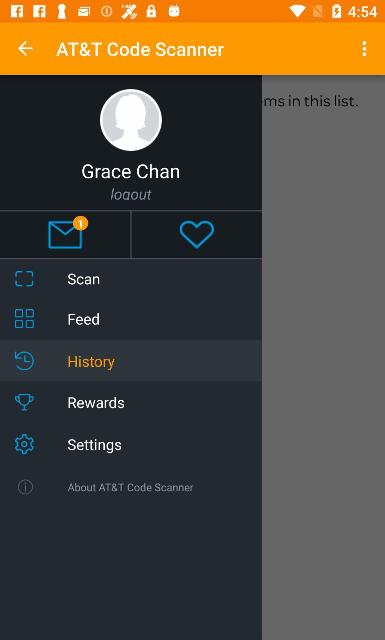 4:54
AT&T Code Scanner
ms in this list.
Grace Chan
logout
1
Scan
Feed
History
Rewards
Settings
About AT&T Code Scanner